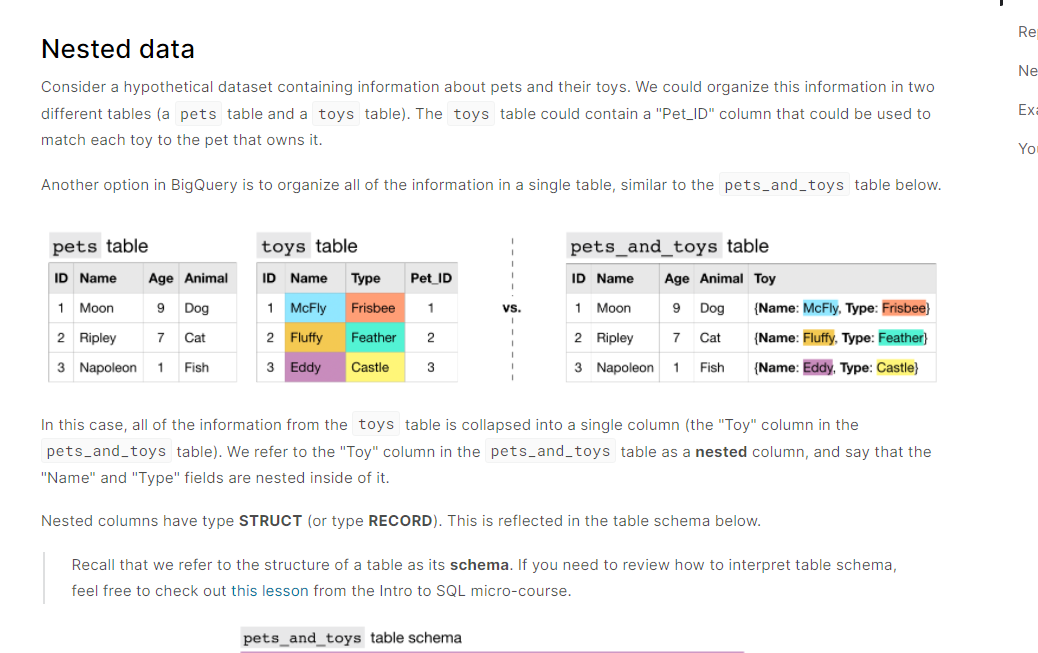 Nested data
Consider a hypothetical dataset containing information about pets and their toys. We could organize this information in two
different tables (a pets table and a toys table). The toys table could contain a "Pet_ID" column that could be used to
match each toy to the pet that owns it.
Another option in BigQuery is to organize all of the information in a single table, similar to the pets_and_toys table below.
pets table
ID Name Age Animal
1 Moon 9 Dog
2 Ripley 7 Cat
3 Napoleon 1 Fish
toys table
ID Name Type Pet_ID
1 McFly Frisbee 1
2 Fluffy Feather 2
3 Eddy Castle 3
vs.
pets_and_toys table
ID Name Age Animal Toy
1 Moon 9 Dog {Name: McFly, Type: Frisbee}
2 Ripley 7 Cat {Name: Fluffy, Type: Feather}
3 Napoleon 1 Fish {Name: Eddy, Type: Castle}
In this case, all of the information from the toys table is collapsed into a single column (the "Toy" column in the
pets_and_toys table). We refer to the "Toy" column in the pets_and_toys table as a nested column, and say that the
"Name" and "Type" fields are nested inside of it.
Nested columns have type STRUCT (or type RECORD). This is reflected in the table schema below.
Recall that we refer to the structure of a table as its schema. If you need to review how to interpret table schema,
feel free to check out this lesson from the Intro to SQL micro-course.
pets_and_toys table schema
Ne
Exa